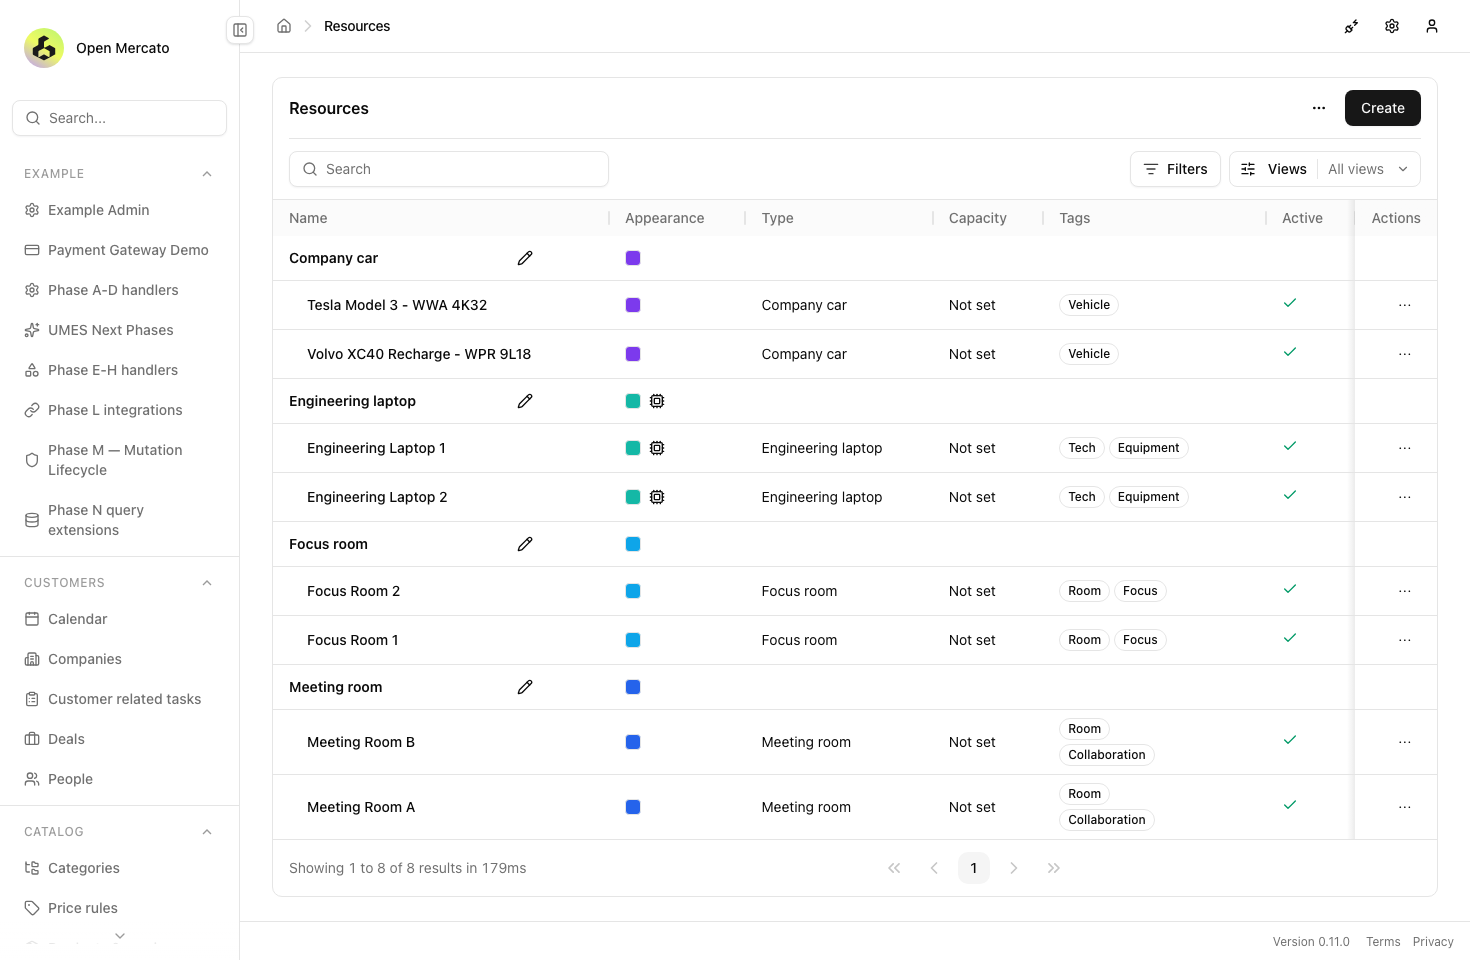 Open Mercato
Search...
EXAMPLE
Example Admin
Payment Gateway Demo
Phase A-D handlers
UMES Next Phases
Phase E-H handlers
Phase L integrations
Phase M — Mutation
Lifecycle
Phase N query
extensions
CUSTOMERS
Calendar
Companies
Customer related tasks
Deals
People
CATALOG
Categories
Price rules
Resources
Resources
Create
Search
Filters
Views
All views
Name Appearance Type Capacity Tags Active Actions
Company car
Tesla Model 3 - WWA 4K32 Company car Not set Vehicle
Volvo XC40 Recharge - WPR 9L18 Company car Not set Vehicle
Engineering laptop
Engineering Laptop 1 Engineering laptop Not set Tech Equipment
Engineering Laptop 2 Engineering laptop Not set Tech Equipment
Focus room
Focus Room 2 Focus room Not set Room Focus
Focus Room 1 Focus room Not set Room Focus
Meeting room
Meeting Room B Meeting room Not set Room
Collaboration
Meeting Room A Meeting room Not set Room
Collaboration
Showing 1 to 8 of 8 results in 179ms
1
Version 0.11.0 Terms Privacy